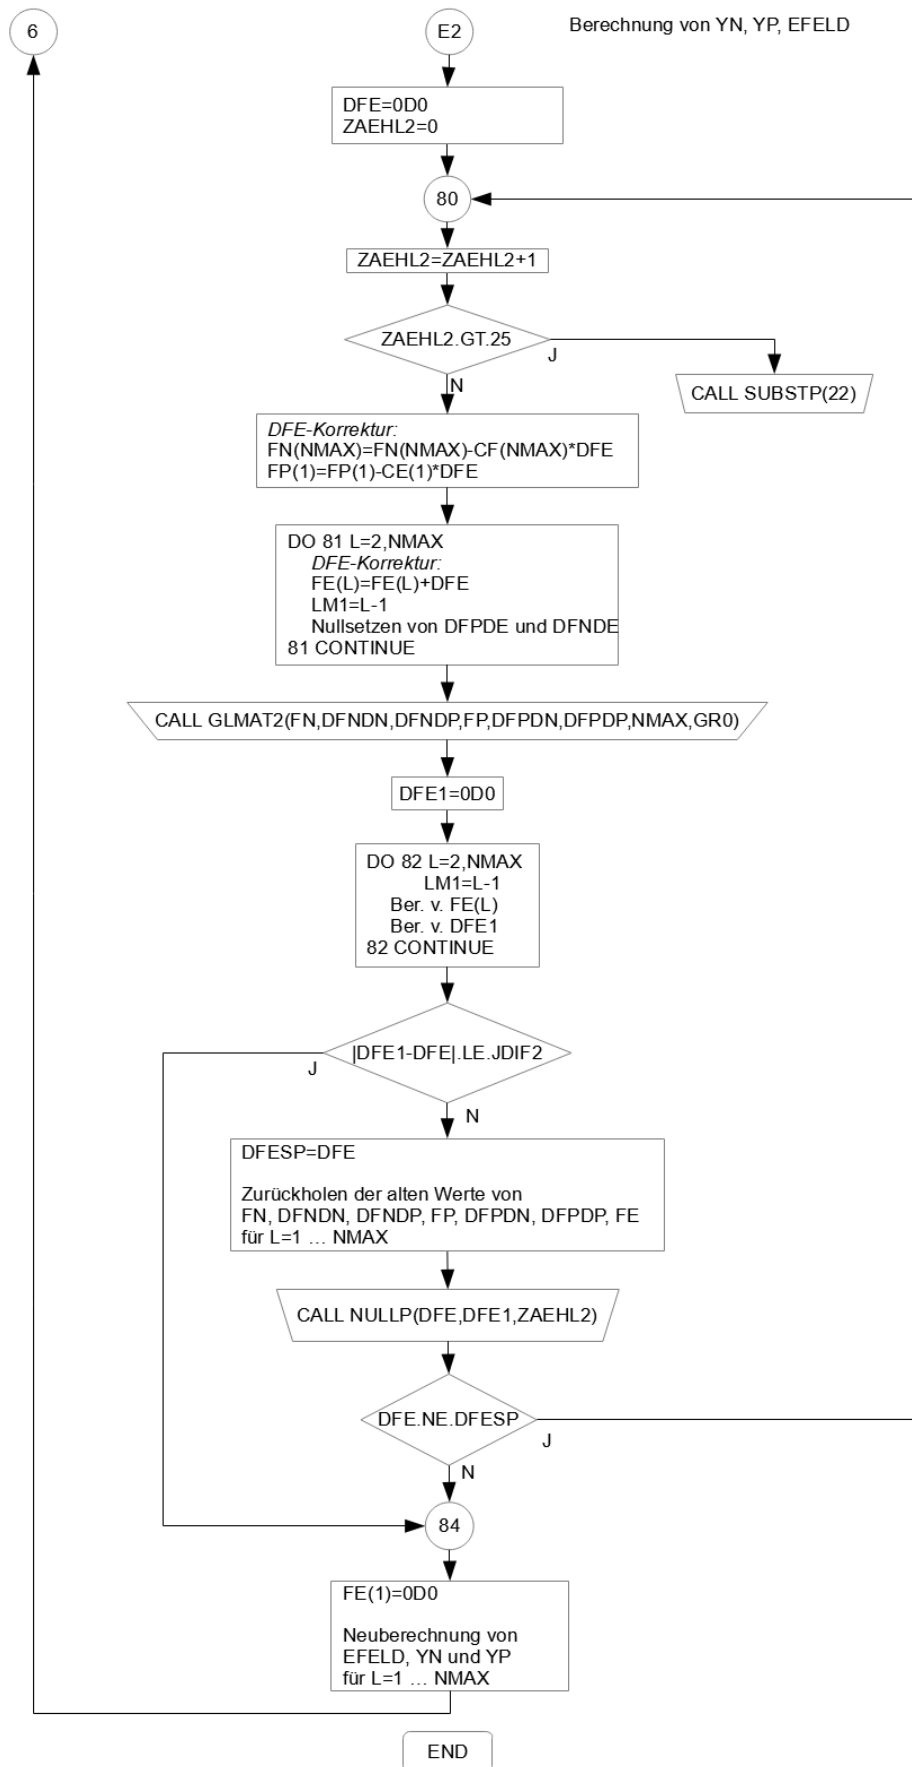 6
E2
Berechnung von YN, YP, EFELD
DFE=0D0
ZAEHL2=0
80
ZAEHL2=ZAEHL2+1
ZAEHL2.GT.25
J
N
CALL SUBSTP(22)
DFE-Korrektur:
FN(NMAX)=FN(NMAX)-CF(NMAX)*DFE
FP(1)=FP(1)-CE(1)*DFE
DO 81 L=2,NMAX
DFE-Korrektur:
FE(L)=FE(L)+DFE
LM1=L-1
Nullsetzen von DFPDE und DFNDE
81 CONTINUE
CALL GLMAT2(FN,DFNDN,DFNDP,FP,DFPDN,DFPDP,NMAX,GR0)
DFE1=0D0
DO 82 L=2,NMAX
LM1=L-1
Ber. v. FE(L)
Ber. v. DFE1
82 CONTINUE
|DFE1-DFE|.LE.JDIF2
J
N
DFESP=DFE
Zurückholen der alten Werte von
FN, DFNDN, DFNDP, FP, DFPDN, DFPDP, FE
für L=1 ... NMAX
CALL NULLP(DFE,DFE1,ZAEHL2)
DFE.NE.DFESP
J
N
84
FE(1)=0D0
Neuberechnung von
EFELD, YN und YP
für L=1 ... NMAX
END